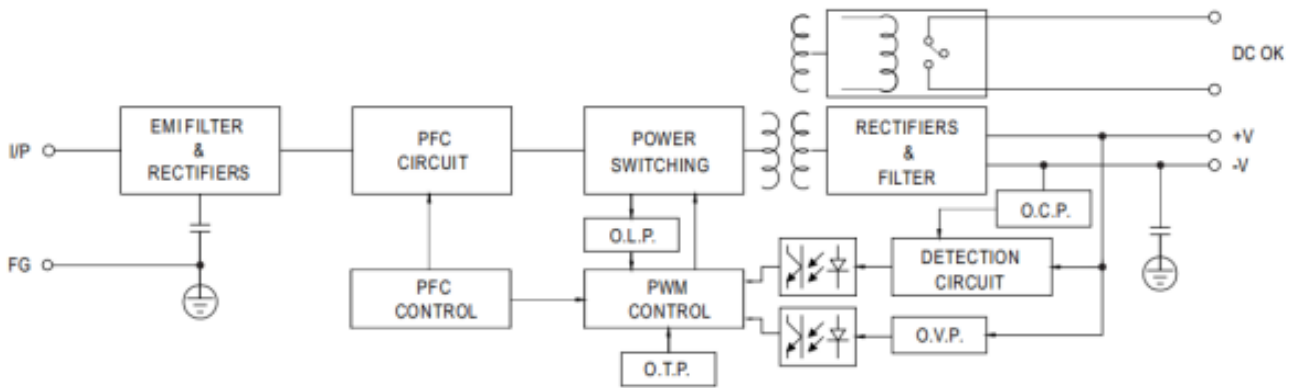 DC OK
EMI FILTER
&
RECTIFIERS
PFC
CIRCUIT
POWER
SWITCHING
RECTIFIERS
&
FILTER
I/P
+V
-V
O.C.P.
O.L.P.
FG
PFC
CONTROL
PWM
CONTROL
DETECTION
CIRCUIT
O.V.P.
O.T.P.